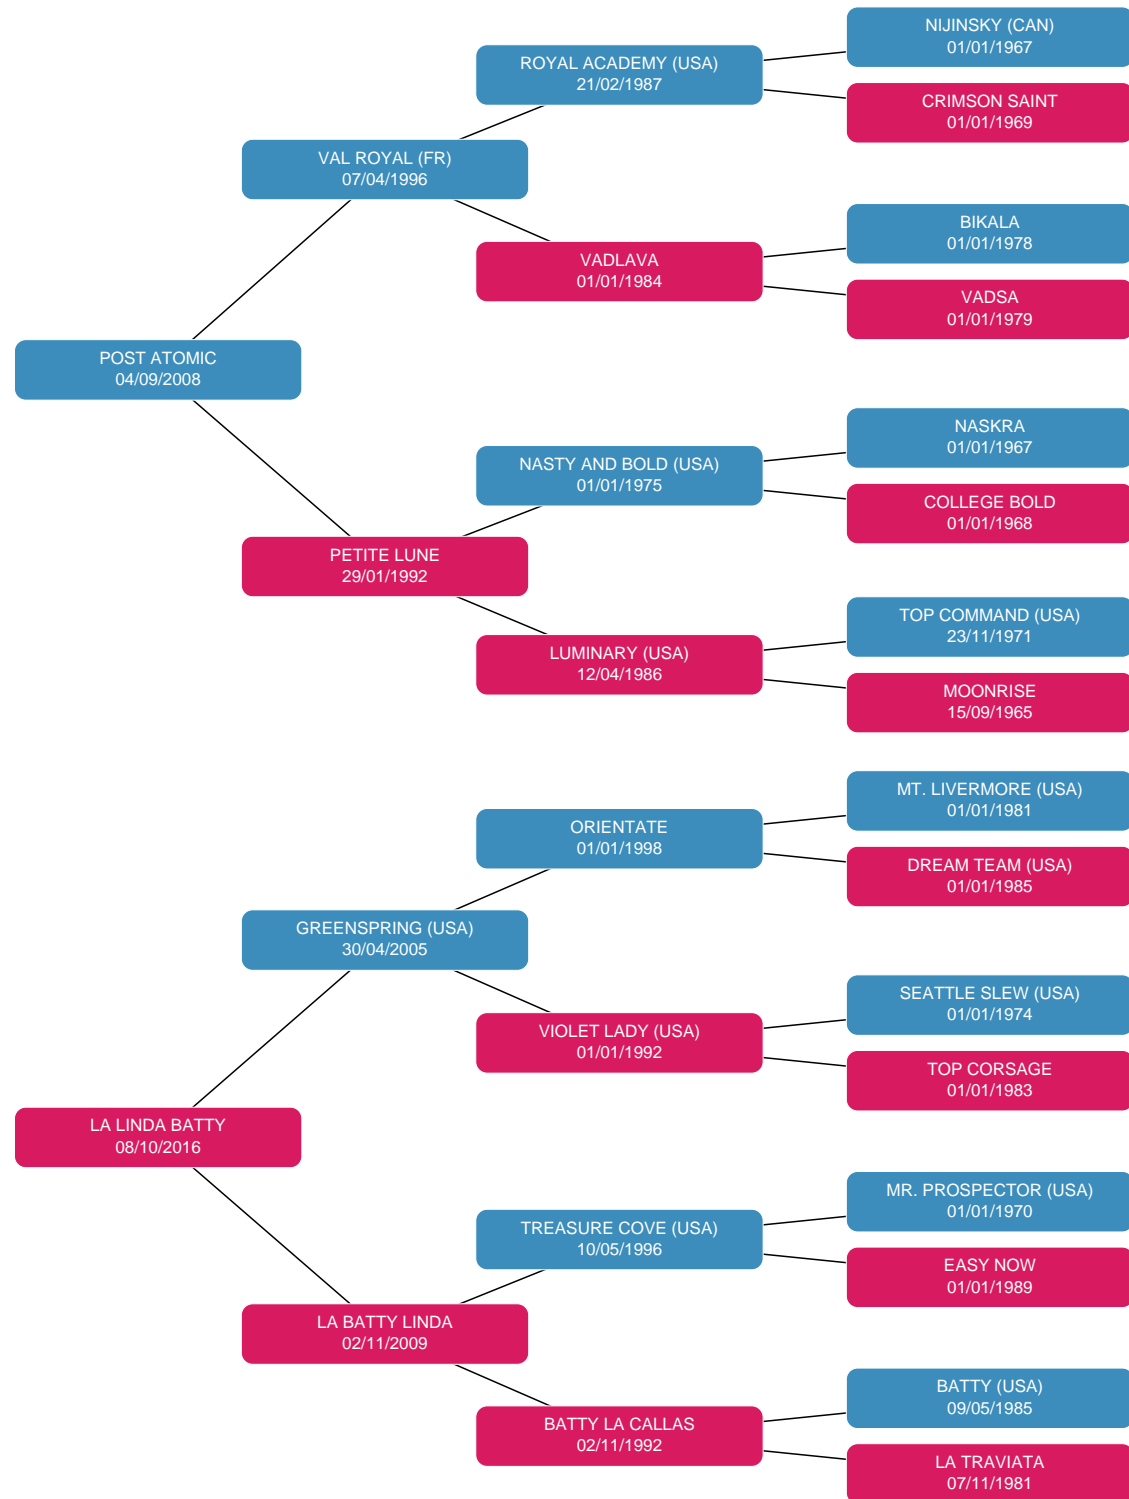 NIJINSKY (CAN)
01/01/1967
ROYAL ACADEMY (USA)
21/02/1987
CRIMSON SAINT
01/01/1969
VAL ROYAL (FR)
07/04/1996
BIKALA
01/01/1978
VADLAVA
01/01/1984
VADSA
01/01/1979
POST ATOMIC
04/09/2008
NASKRA
01/01/1967
NASTY AND BOLD (USA)
01/01/1975
COLLEGE BOLD
01/01/1968
PETITE LUNE
29/01/1992
TOP COMMAND (USA)
23/11/1971
LUMINARY (USA)
12/04/1986
MOONRISE
15/09/1965
MT. LIVERMORE (USA)
01/01/1981
ORIENTATE
01/01/1998
DREAM TEAM (USA)
01/01/1985
GREENSPRING (USA)
30/04/2005
SEATTLE SLEW (USA)
01/01/1974
VIOLET LADY (USA)
01/01/1992
TOP CORSAGE
01/01/1983
LA LINDA BATTY
08/10/2016
MR. PROSPECTOR (USA)
01/01/1970
TREASURE COVE (USA)
10/05/1996
EASY NOW
01/01/1989
LA BATTY LINDA
02/11/2009
BATTY (USA)
09/05/1985
BATTY LA CALLAS
02/11/1992
LA TRAVIATA
07/11/1981